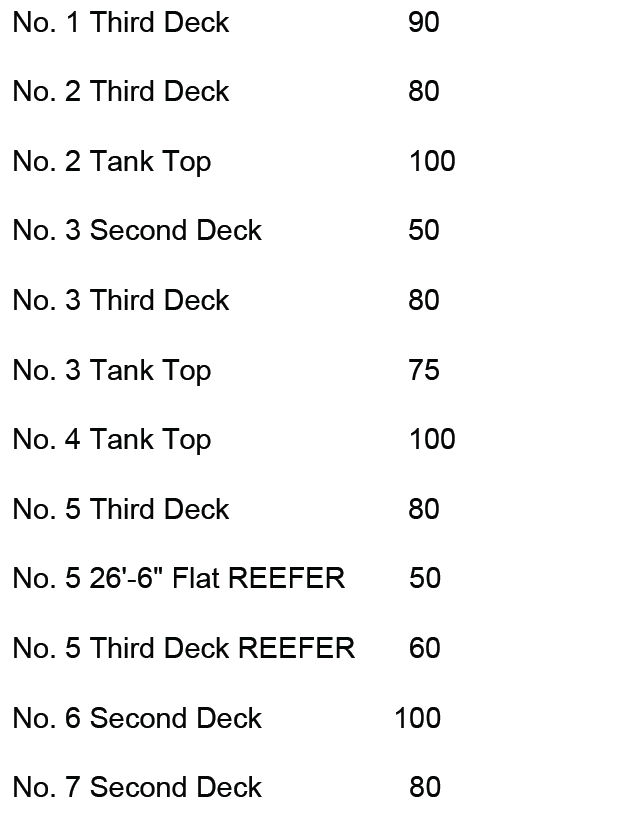 No. 1 Third Deck 90
No. 2 Third Deck 80
No. 2 Tank Top 100
No. 3 Second Deck 50
No. 3 Third Deck 80
No. 3 Tank Top 75
No. 4 Tank Top 100
No. 5 Third Deck 80
No. 5 26'-6" Flat REEFER 50
No. 5 Third Deck REEFER 60
No. 6 Second Deck 100
No. 7 Second Deck 80